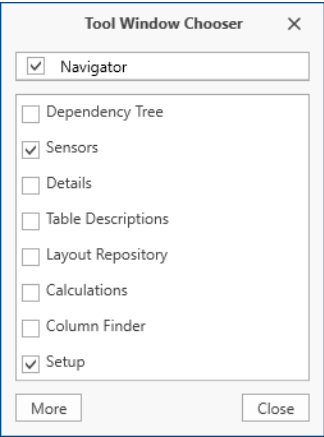 Tool Window Chooser
Navigator
Dependency Tree
Sensors
Details
Table Descriptions
Layout Repository
Calculations
Column Finder
Setup
More Close